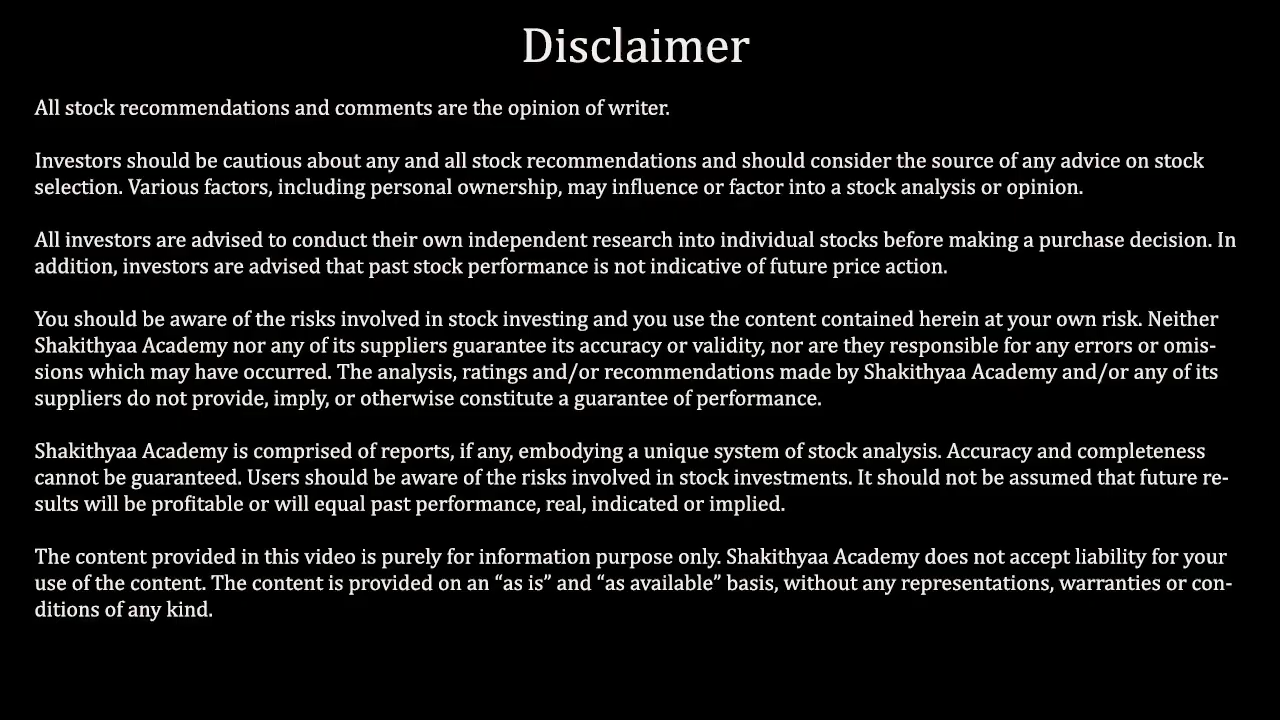 Disclaimer
All stock recommendations and comments are the opinion of writer.
Investors should be cautious about any and all stock recommendations and should consider the source of any advice on stock
selection. Various factors, including personal ownership, may influence or factor into a stock analysis or opinion.
All investors are advised to conduct their own independent research into individual stocks before making a purchase decision. In
addition, investors are advised that past stock performance is not indicative of future price action.
You should be aware of the risks involved in stock investing and you use the content contained herein at your own risk. Neither
Shakithyaa Academy nor any of its suppliers guarantee its accuracy or validity, nor are they responsible for any errors or omis-
sions which may have occurred. The analysis, ratings and/or recommendations made by Shakithyaa Academy and/or any of its
suppliers do not provide, imply, or otherwise constitute a guarantee of performance.
Shakithyaa Academy is comprised of reports, if any, embodying a unique system of stock analysis. Accuracy and completeness
cannot be guaranteed. Users should be aware of the risks involved in stock investments. It should not be assumed that future re-
sults will be profitable or will equal past performance, real, indicated or implied.
The content provided in this video is purely for information purpose only. Shakithyaa Academy does not accept liability for your
use of the content. The content is provided on an “as is” and “as available” basis, without any representations, warranties or con-
ditions of any kind.